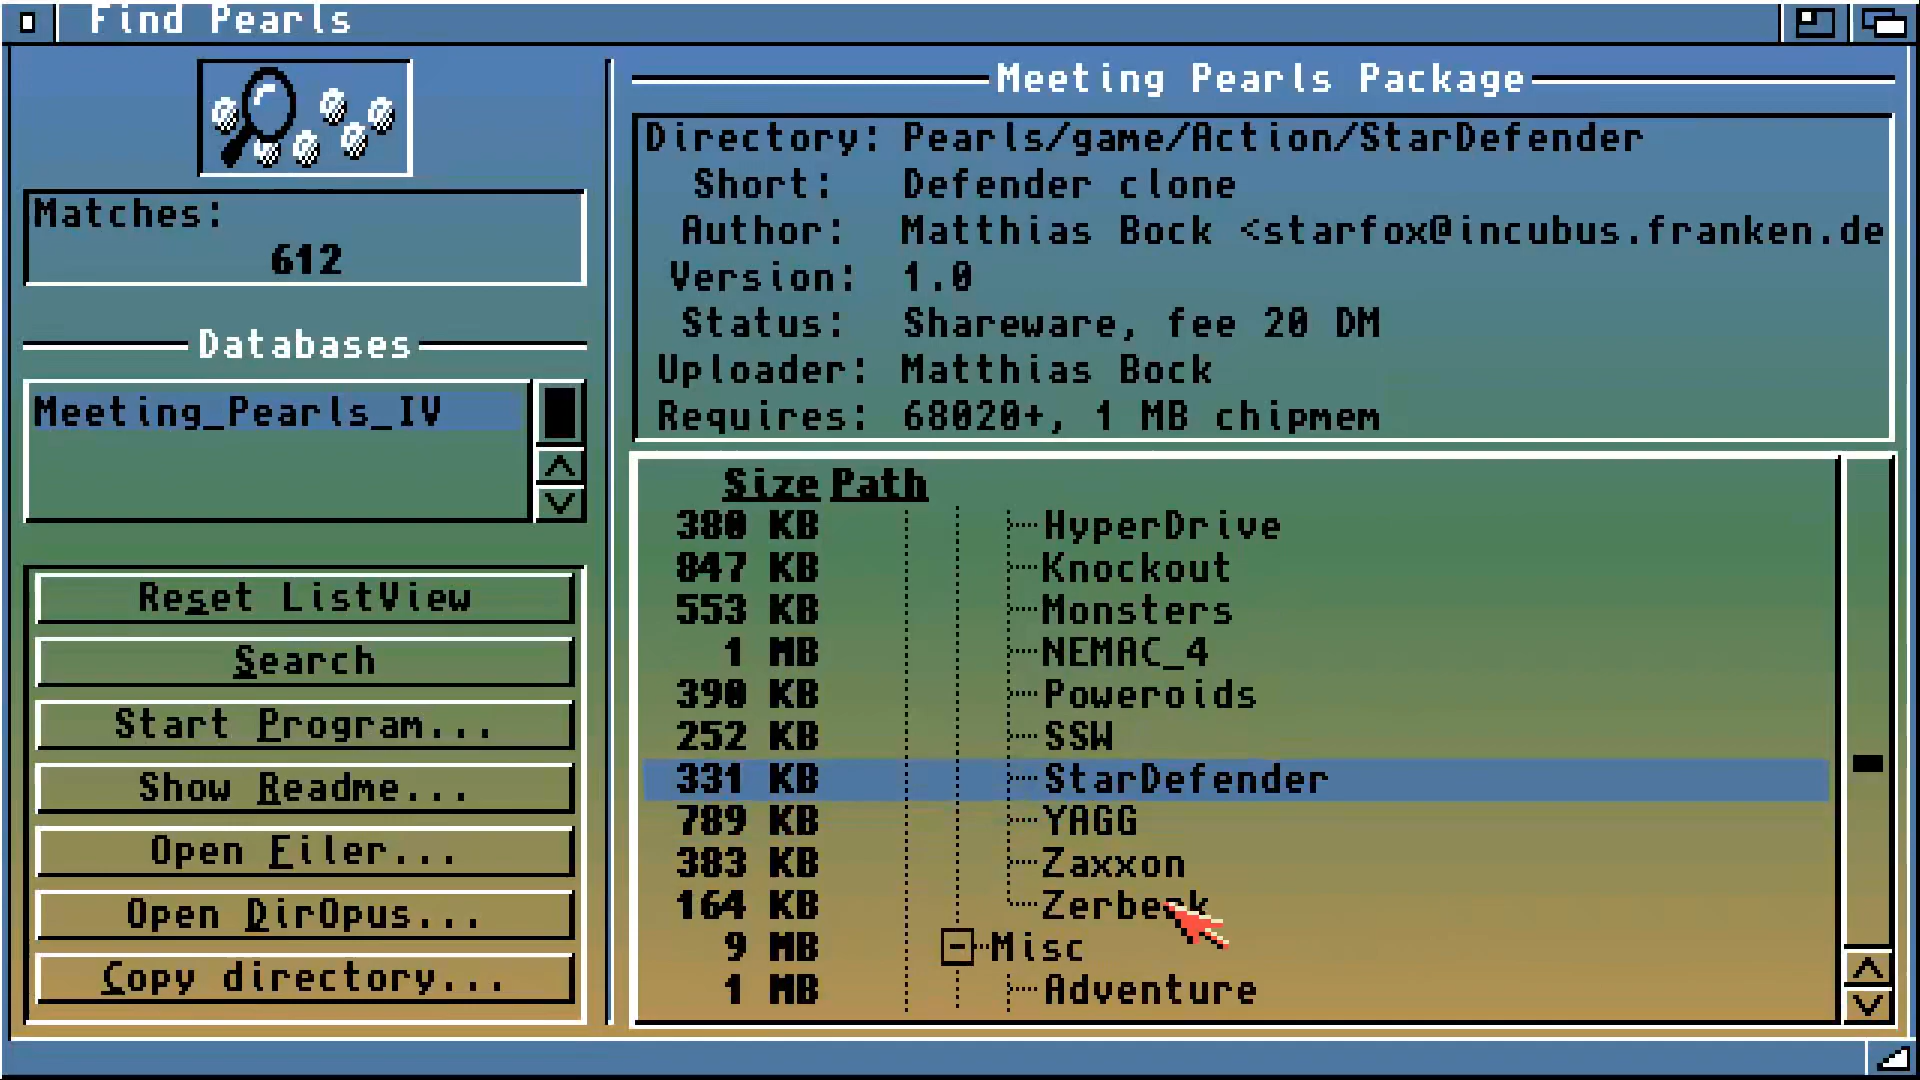 Find Pearls
Matches:
612
Databases
Meeting_Pearls_IV
Reset ListView
Search
Start Program...
Show Readme...
Open Filer...
Open DirOpus...
Copy directory...
Meeting Pearls Package
Directory: Pearls/game/Action/StarDefender
Short: Defender clone
Author: Matthias Bock <starfox@incubus.franken.de
Version: 1.0
Status: Shareware, fee 20 DM
Uploader: Matthias Bock
Requires: 68020+, 1 MB chipmem
Size Path
380 KB HyperDrive
847 KB Knockout
553 KB Monsters
1 MB NEMAC_4
390 KB Poweroids
252 KB SSW
331 KB StarDefender
789 KB YAGG
383 KB Zaxxon
164 KB
9 MB Misc
1 MB Adventure